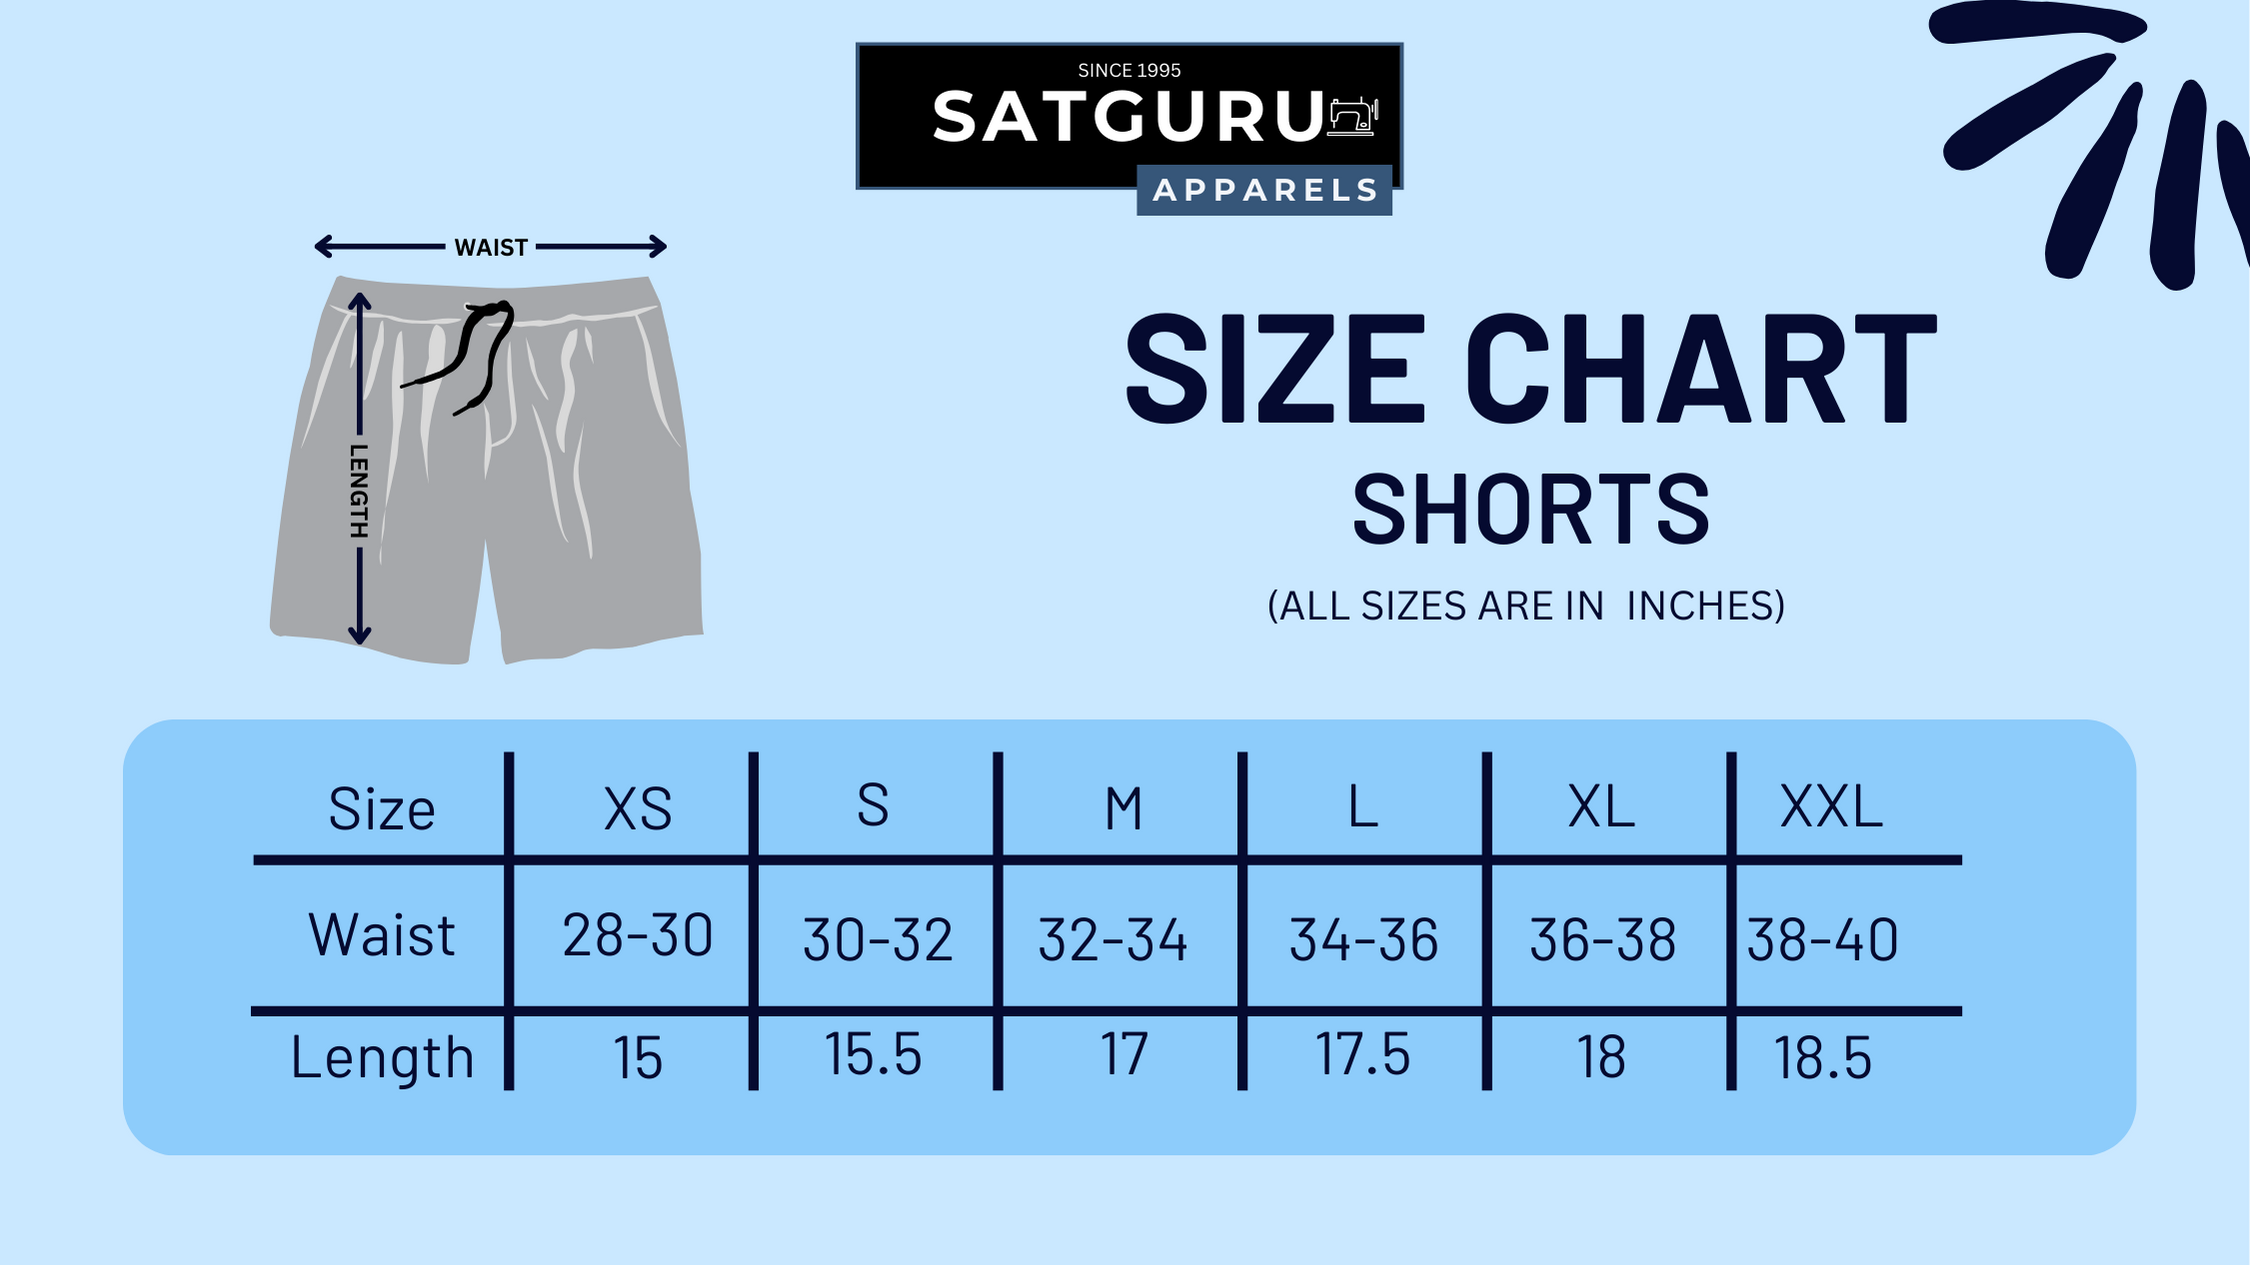 SINCE 1995
SATGURU
APPARELS
WAIST
LENGTH
SIZE CHART
SHORTS
(ALL SIZES ARE IN INCHES)
Size XS S M L XL XXL
Waist 28-30 30-32 32-34 34-36 36-38 38-40
Length 15 15.5 17 17.5 18 18.5